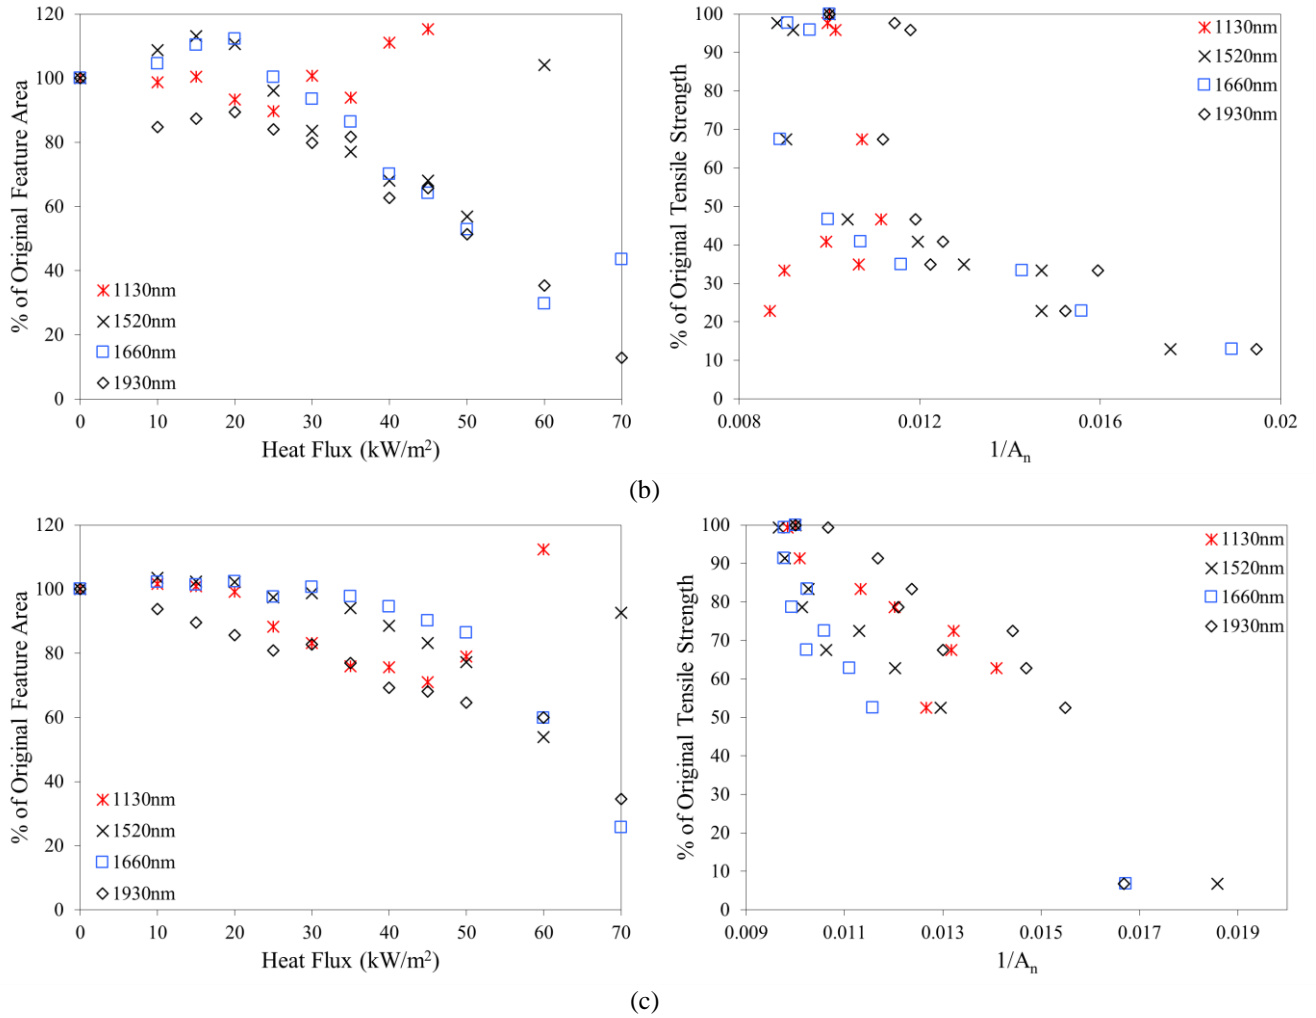 % of Original Feature Area
120
100
80
60
40
20
0
1130nm
1520nm
1660nm
1930nm
0 10 20 30 40 50 60 70
Heat Flux (kW/m²)
% of Original Tensile Strength
100
90
80
70
60
50
40
30
20
10
0
1130nm
1520nm
1660nm
1930nm
0.008 0.012 0.016 0.02
1/Aₙ
(b)
% of Original Feature Area
120
100
80
60
40
20
0
1130nm
1520nm
1660nm
1930nm
0 10 20 30 40 50 60 70
Heat Flux (kW/m²)
% of Original Tensile Strength
100
90
80
70
60
50
40
30
20
10
0
1130nm
1520nm
1660nm
1930nm
0.009 0.011 0.013 0.015 0.017 0.019
1/Aₙ
(c)